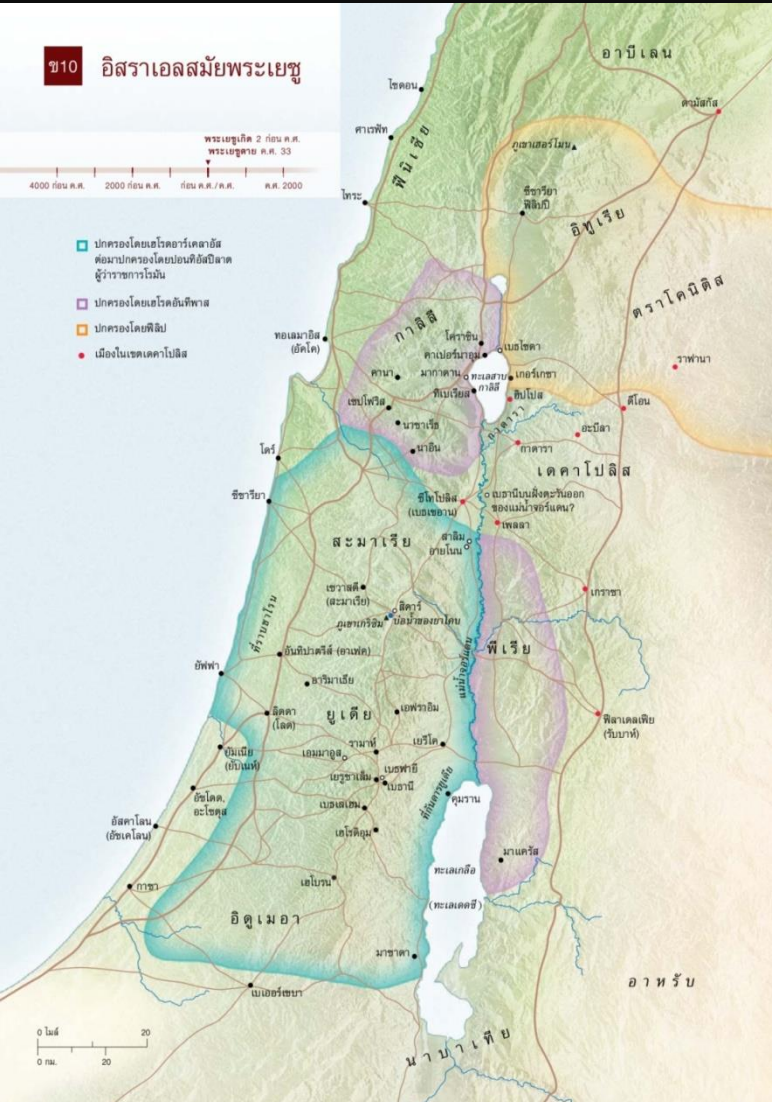 ข10 อิสราเอลสมัยพระเยซู
พระเยซูเกิด 2 ก่อน ค.ศ.
พระเยซูตาย ค.ศ. 33
4000 ก่อน ค.ศ. 2000 ก่อน ค.ศ. ก่อน ค.ศ./ค.ศ. ค.ศ. 2000
ปกครองโดยเฮโรดอาร์เคลาอัส
ต่อมาปกครองโดยปอนทิอัสปีลาต
ผู้ว่าราชการโรมัน
ปกครองโดยเฮโรดอันทีพาส
ปกครองโดยฟีลิป
เมืองในเขตเดคาโปลิส
อาบีเลน
ไซดอน
ดามัสกัส
ศาเรฟัท
ฟีนิเซีย
ภูเขาเฮอร์โมน
ไทระ
ซีซารียา
ฟีลิปปี
อิทูเรีย
ตราโคนิติส
ทอเลมาอิส
(อัคโค)
กาลิลี
โคราซิน
เบธไซดา
คาเปอร์นาอุม
คานา
มากาดาน
ทะเลสาบ
กาลิลี
เกอร์เกซา
ราฟานา
ทิเบเรียส
ฮิปโปส
เซปโฟริส
ดีโอน
นาซาเร็ธ
กาดารา
อะบีลา
นาอิน
กาดารา
โดร์
เดคาโปลิส
ซีซารียา
ซีโทโปลิส
(เบธเชอาน)
เบธานีบนฝั่งตะวันออก
ของแม่น้ำจอร์แดน?
เพลลา
สะมาเรีย
สาลิม
อายโนน
เซวาสตี
(สะมาเรีย)
เกราซา
สิคาร์
ภูเขาเกริซิม
บ่อน้ำของยาโคบ
ที่ราบชาโรน
แม่น้ำจอร์แดน
พีเรีย
อันทิปาตรีส์ (อาเฟค)
ยัฟฟา
อาริมาเธีย
ลิดดา
(โลด)
ยูเดีย
เอฟราอิม
ฟีลาเดลเฟีย
(รับบาห์)
ยัมเนีย
(ยับเนห์)
รามาห์
เยรีโค
เอมมาอูส
เบธฟายี
เยรูซาเล็ม
เบธานี
อัชโดด,
อะโซตุส
ที่กันดารยูเดีย
คุมราน
เบธเลเฮม
อัสคาโลน
(อัชเคโลน)
เฮโรดิอุม
มาแครัส
ทะเลเกลือ
(ทะเลเดดซี)
กาซา
เฮโบรน
อิดูเมอา
มาซาดา
เบเออร์เชบา
อาหรับ
นาบาเทีย
0 ไมล์ 20
0 กม. 20